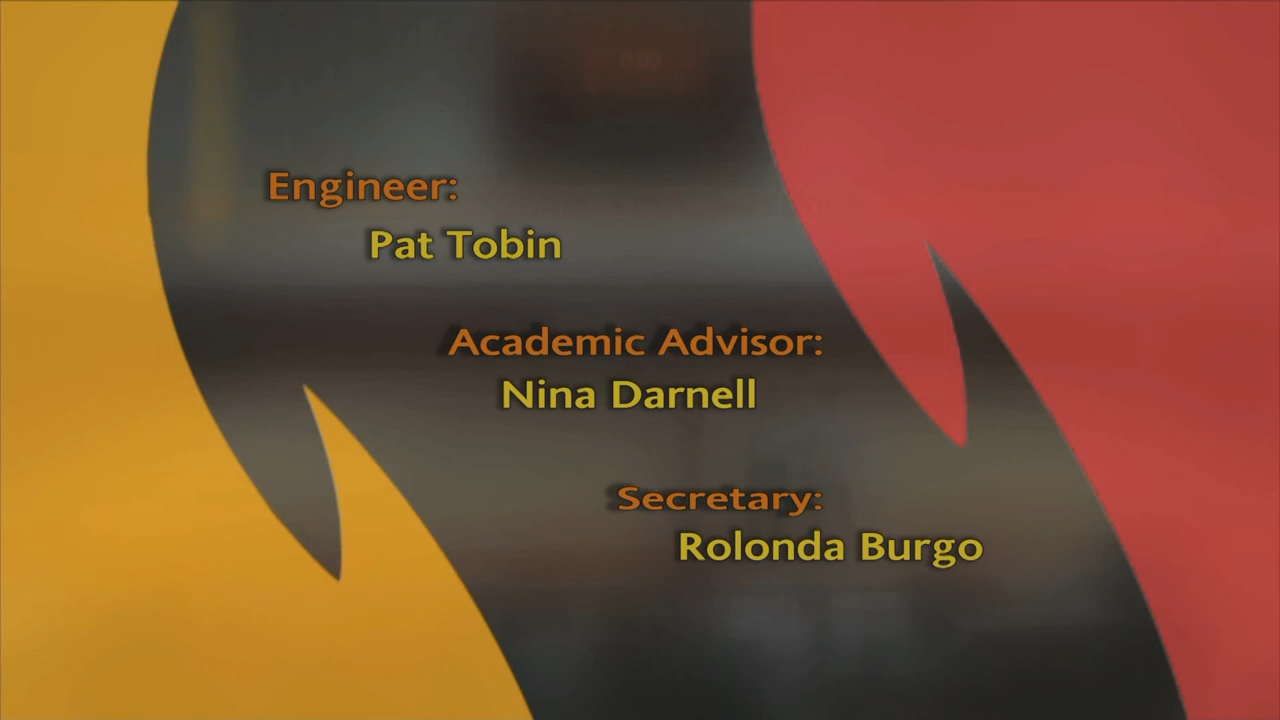 Engineer:
Pat Tobin
Academic Advisor:
Nina Darnell
Secretary:
Rolonda Burgo